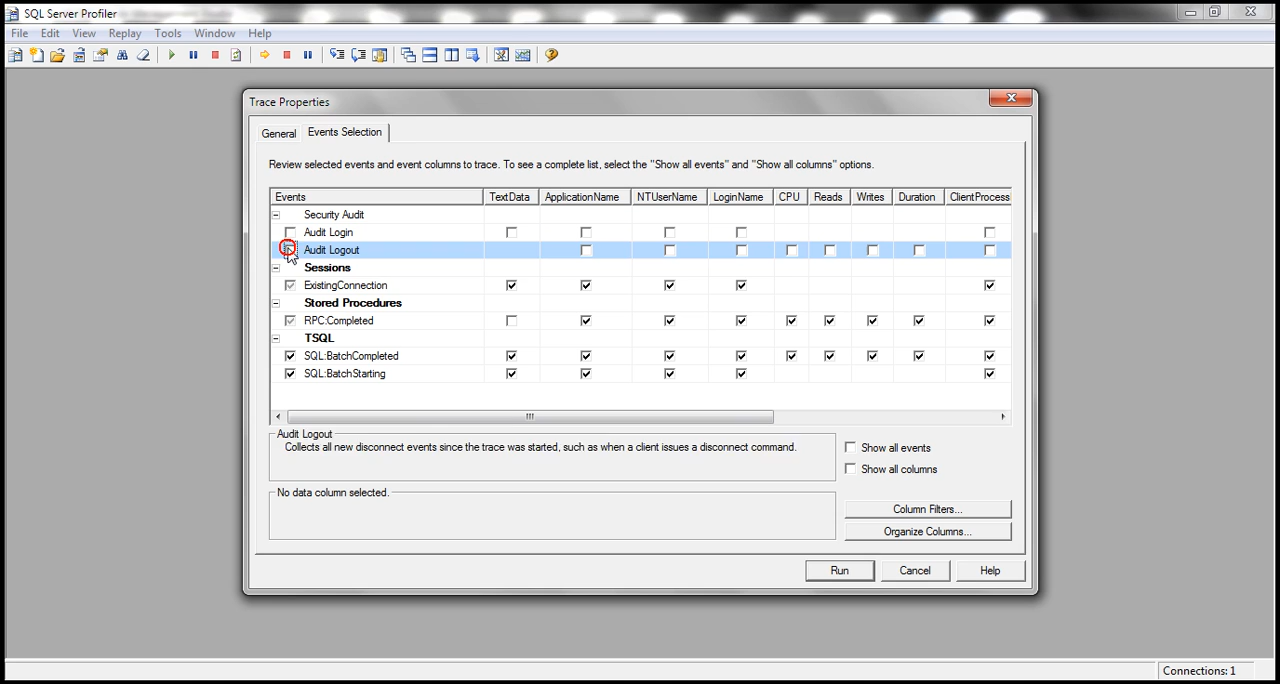 SQL Server Profiler
File Edit View Replay Tools Window Help
Trace Properties
General Events Selection
Review selected events and event columns to trace. To see a complete list, select the "Show all events" and "Show all columns" options.
Events TextData ApplicationName NTUserName LoginName CPU Reads Writes Duration ClientProcess
Security Audit
Audit Login
Audit Logout
Sessions
ExistingConnection
Stored Procedures
RPC:Completed
TSQL
SQL:BatchCompleted
SQL:BatchStarting
Audit Logout
Collects all new disconnect events since the trace was started, such as when a client issues a disconnect command.
Show all events
Show all columns
No data column selected.
Column Filters...
Organize Columns...
Run Cancel Help
Connections: 1